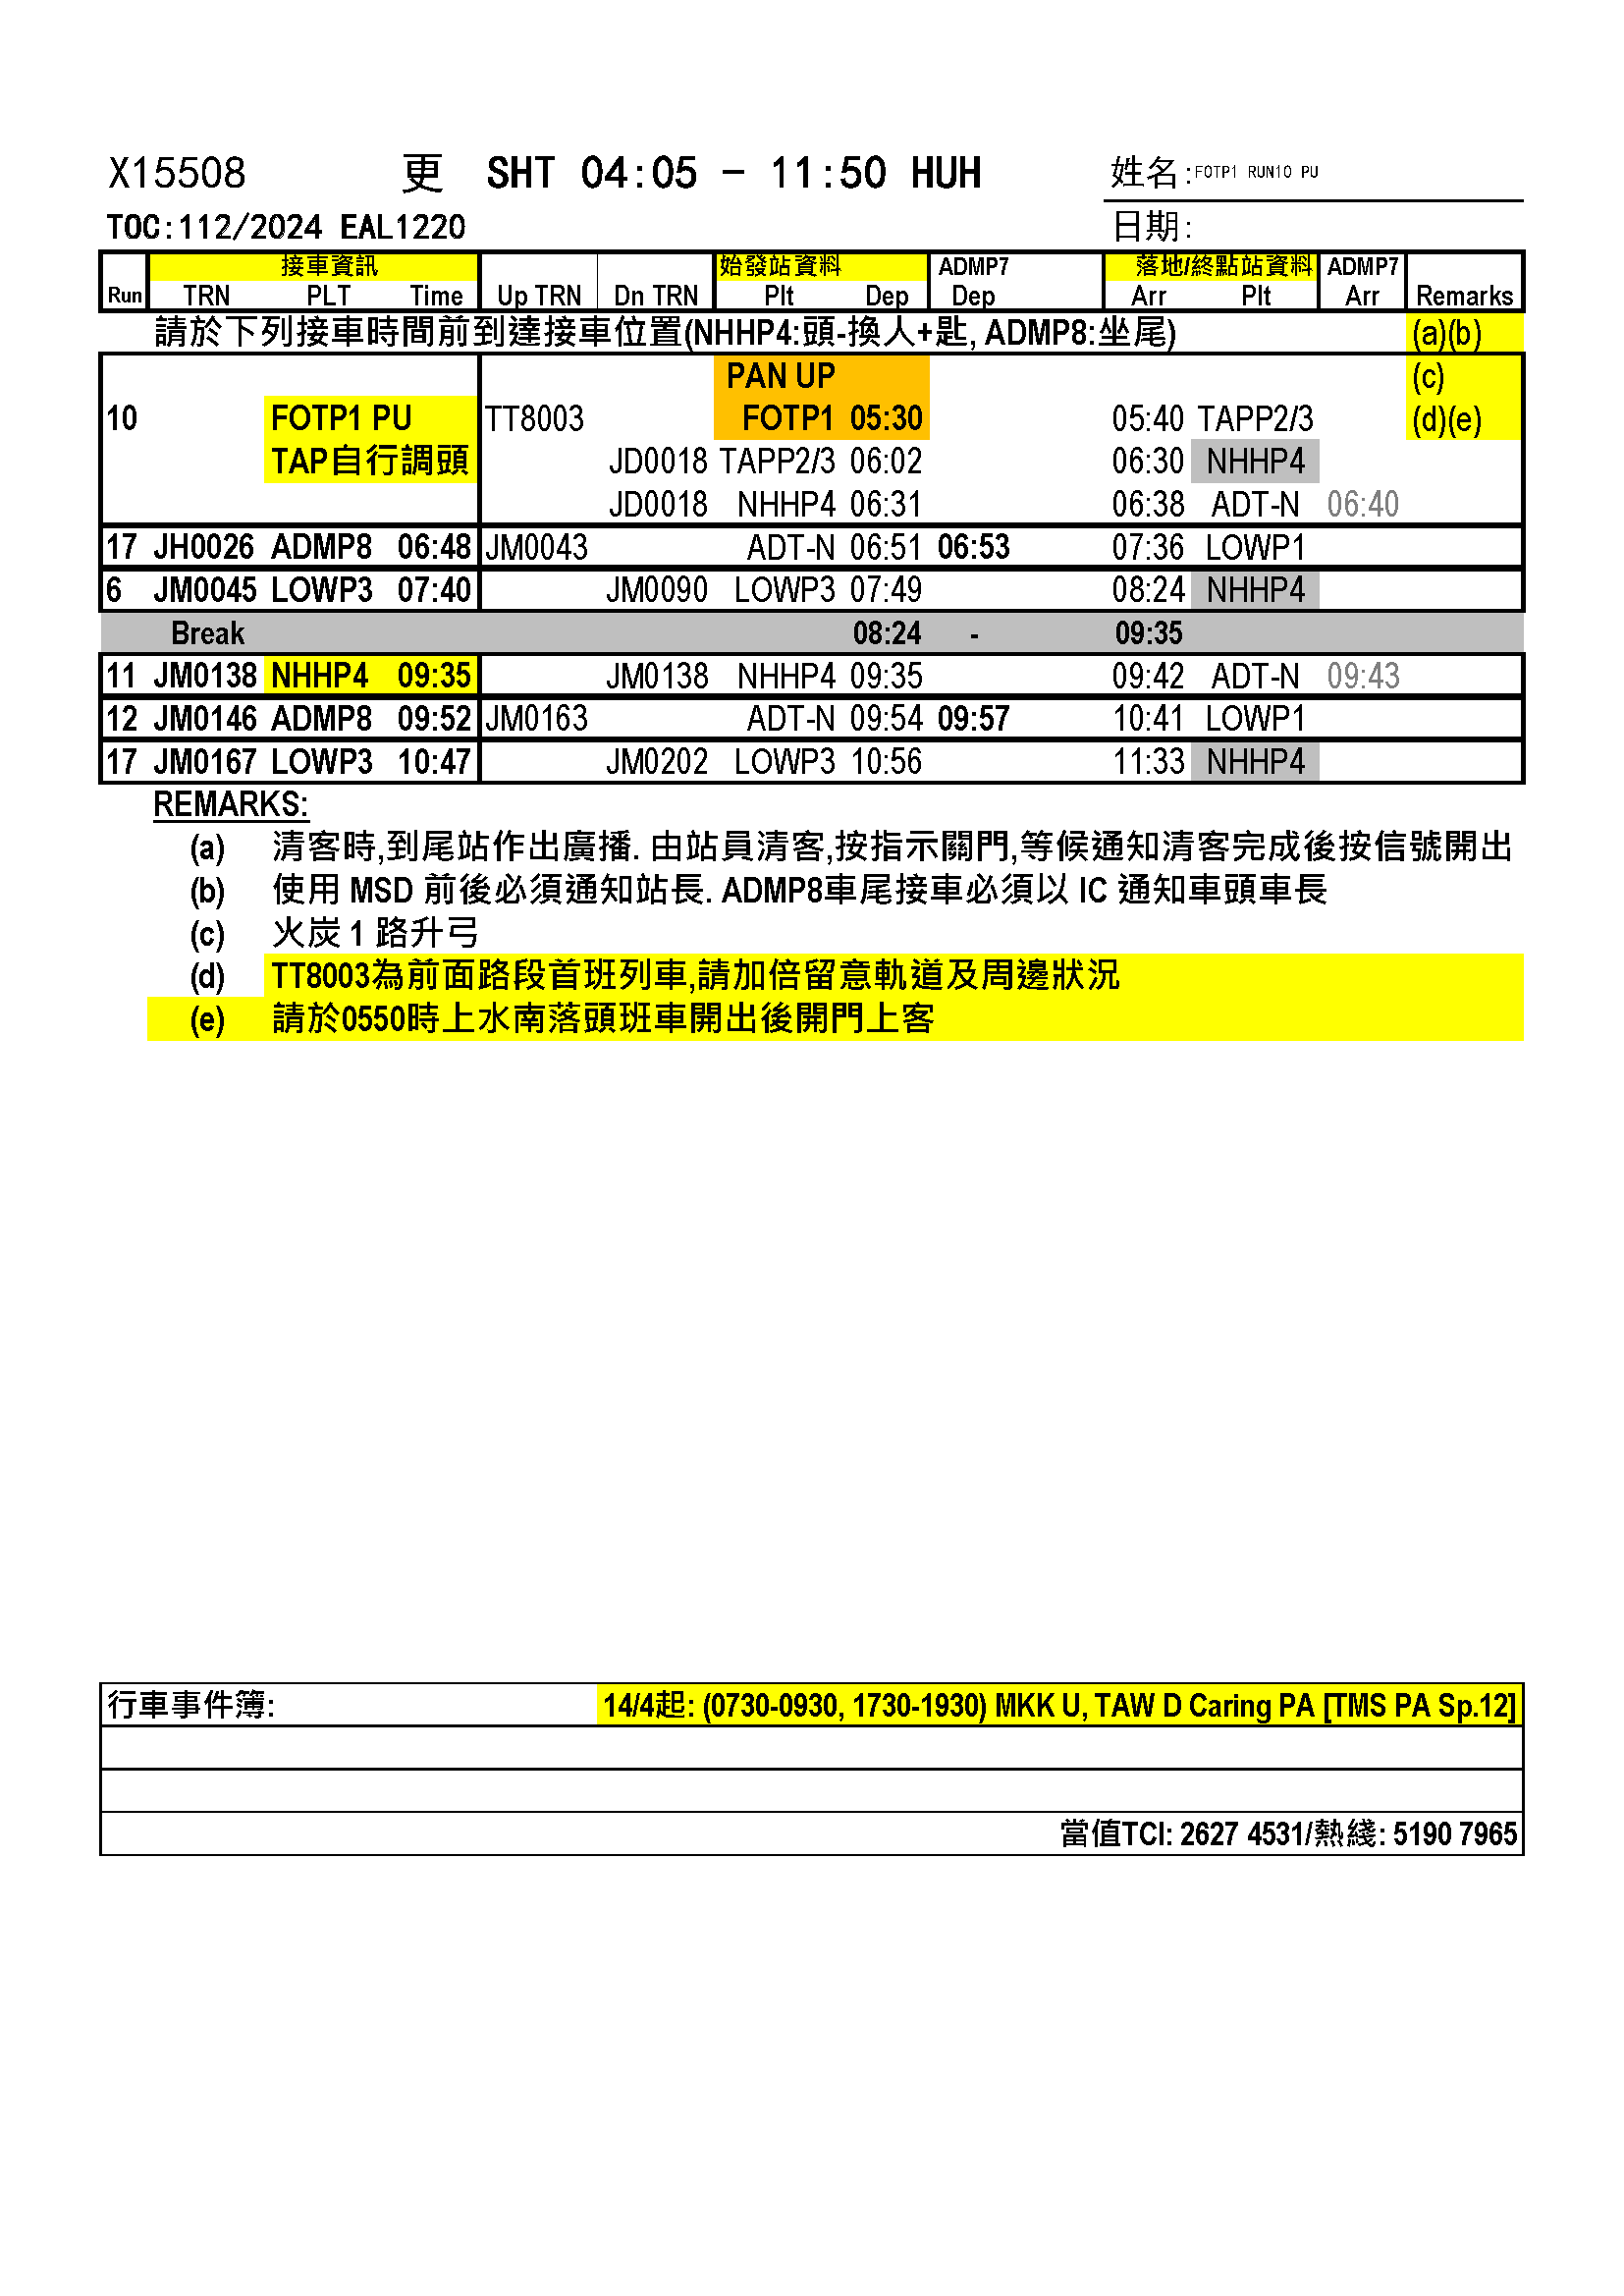 X15508 更 SHT 04:05 - 11:50 HUH 姓名:FOTP1 RUN10 PU
TOC:112/2024 EAL1220 日期:
接車資訊 始發站資料 ADMP7 落地/終點站資料 ADMP7
Run TRN PLT Time Up TRN Dn TRN Plt Dep Dep Arr Plt Arr Remarks
請於下列接車時間前到達接車位置(NHHP4:頭-換人+匙, ADMP8:坐尾) (a)(b)
PAN UP (c)
10 FOTP1 PU TT8003 FOTP1 05:30 05:40 TAPP2/3 (d)(e)
TAP自行調頭 JD0018 TAPP2/3 06:02 06:30 NHHP4
JD0018 NHHP4 06:31 06:38 ADT-N 06:40
17 JH0026 ADMP8 06:48 JM0043 ADT-N 06:51 06:53 07:36 LOWP1
6 JM0045 LOWP3 07:40 JM0090 LOWP3 07:49 08:24 NHHP4
Break 08:24 - 09:35
11 JM0138 NHHP4 09:35 JM0138 NHHP4 09:35 09:42 ADT-N 09:43
12 JM0146 ADMP8 09:52 JM0163 ADT-N 09:54 09:57 10:41 LOWP1
17 JM0167 LOWP3 10:47 JM0202 LOWP3 10:56 11:33 NHHP4
REMARKS:
(a) 清客時,到尾站作出廣播. 由站員清客,按指示關門,等候通知清客完成後按信號開出
(b) 使用 MSD 前後必須通知站長. ADMP8車尾接車必須以 IC 通知車頭車長
(c) 火炭 1 路升弓
(d) TT8003為前面路段首班列車,請加倍留意軌道及周邊狀況
(e) 請於0550時上水南落頭班車開出後開門上客
行車事件簿: 14/4起: (0730-0930, 1730-1930) MKK U, TAW D Caring PA [TMS PA Sp.12]
當值TCI: 2627 4531/熱綫: 5190 7965